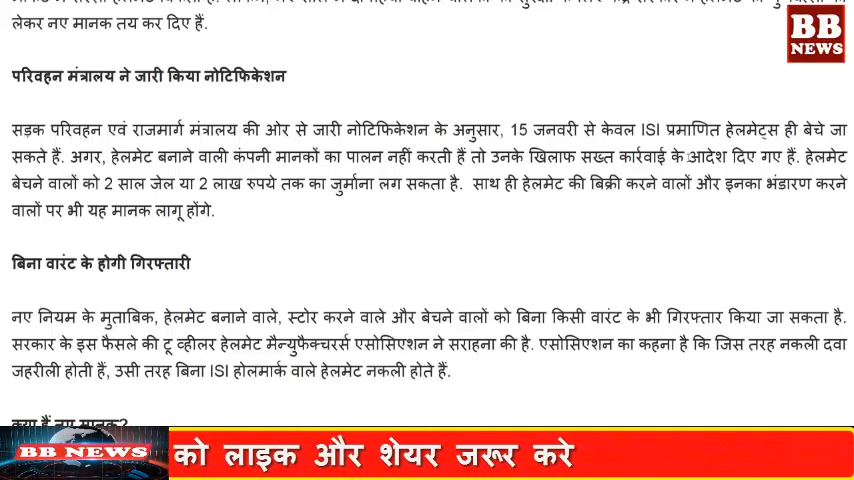 लेकर नए मानक तय कर दिए हैं.
BB
NEWS
परिवहन मंत्रालय ने जारी किया नोटिफिकेशन
सड़क परिवहन एवं राजमार्ग मंत्रालय की ओर से जारी नोटिफिकेशन के अनुसार, 15 जनवरी से केवल ISI प्रमाणित हेलमेट्स ही बेचे जा
सकते हैं. अगर, हेलमेट बनाने वाली कंपनी मानकों का पालन नहीं करती हैं तो उनके खिलाफ सख्त कार्रवाई के आदेश दिए गए हैं. हेलमेट
बेचने वालों को 2 साल जेल या 2 लाख रुपये तक का जुर्माना लग सकता है. साथ ही हेलमेट की बिक्री करने वालों और इनका भंडारण करने
वालों पर भी यह मानक लागू होंगे.
बिना वारंट के होगी गिरफ्तारी
नए नियम के मुताबिक, हेलमेट बनाने वाले, स्टोर करने वाले और बेचने वालों को बिना किसी वारंट के भी गिरफ्तार किया जा सकता है.
सरकार के इस फैसले की टू व्हीलर हेलमेट मैन्युफैक्चरर्स एसोसिएशन ने सराहना की है. एसोसिएशन का कहना है कि जिस तरह नकली दवा
जहरीली होती हैं, उसी तरह बिना ISI होलमार्क वाले हेलमेट नकली होते हैं.
क्या हैं नए मानक?
BB NEWS
को लाइक और शेयर जरूर करे